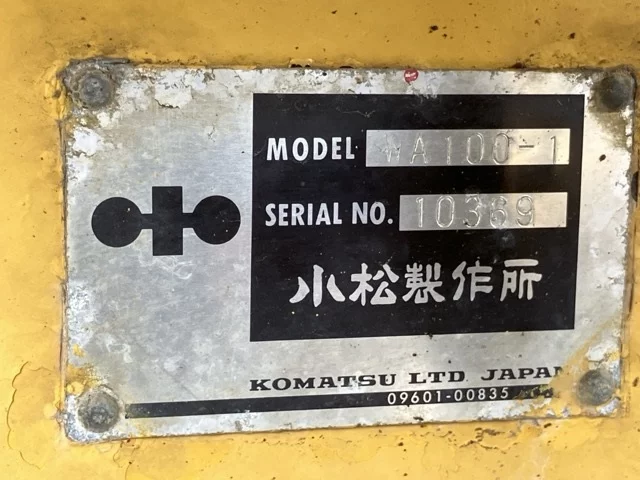 MODEL WA100-1
SERIAL NO. 10369
小松製作所
KOMATSU LTD JAPAN
09601-00835